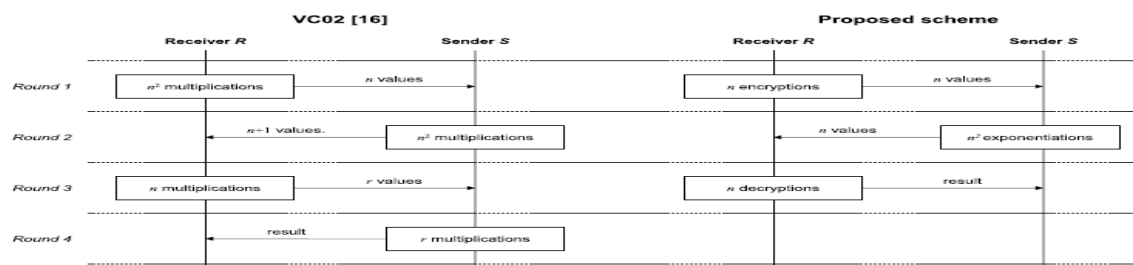 VC02 [16] Proposed scheme
Receiver R Sender S Receiver R Sender S
Round 1 n² multiplications n values n encryptions n values
Round 2 n+1 values. n² multiplications n values n² exponentiations
Round 3 n multiplications r values n decryptions result
Round 4 result r multiplications